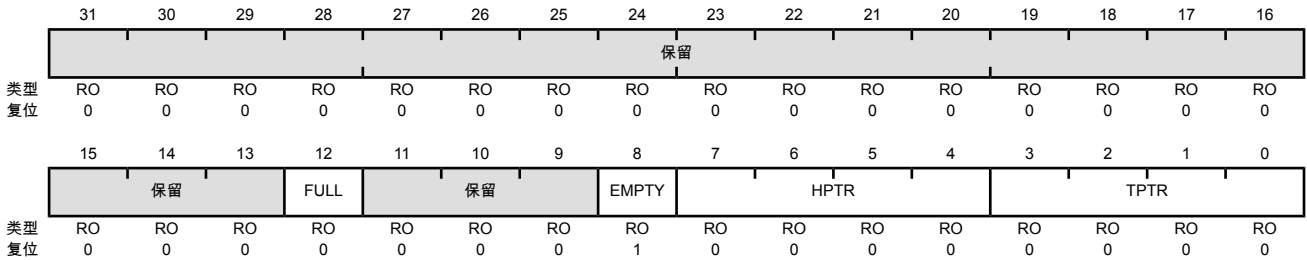 31 30 29 28 27 26 25 24 23 22 21 20 19 18 17 16
保留
类型 RO RO RO RO RO RO RO RO RO RO RO RO RO RO RO RO
复位 0 0 0 0 0 0 0 0 0 0 0 0 0 0 0 0
15 14 13 12 11 10 9 8 7 6 5 4 3 2 1 0
保留 FULL 保留 EMPTY HPTR TPTR
类型 RO RO RO RO RO RO RO RO RO RO RO RO RO RO RO RO
复位 0 0 0 0 0 0 0 1 0 0 0 0 0 0 0 0